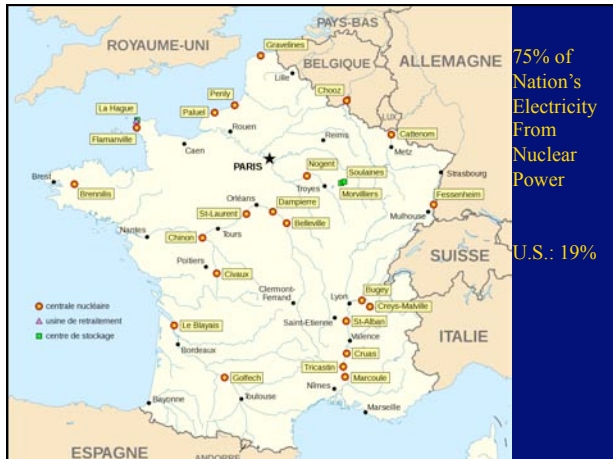 PAYS-BAS
ROYAUME-UNI
Gravelines
Lille
BELGIQUE
ALLEMAGNE
Penly
Chooz
La Hague
Paluel
LUX.
Flamanville
Rouen
Reims
Cattenom
Caen
Metz
PARIS
Nogent
Soulaines
Strasbourg
Brest
Brennilis
Troyes
Morvilliers
Orléans
Dampierre
Fessenheim
St-Laurent
Belleville
Mulhouse
Nantes
Chinon
Tours
SUISSE
Poitiers
Civaux
Clermont-
Ferrand
Bugey
Lyon
Creys-Malville
centrale nucléaire
usine de retraitement
centre de stockage
Le Blayais
Saint-Etienne
St-Alban
ITALIE
Bordeaux
Valence
Cruas
Tricastin
Golfech
Marcoule
Nîmes
Bayonne
Toulouse
Marseille
ESPAGNE
ANDORRE
75% of
Nation’s
Electricity
From
Nuclear
Power
U.S.: 19%